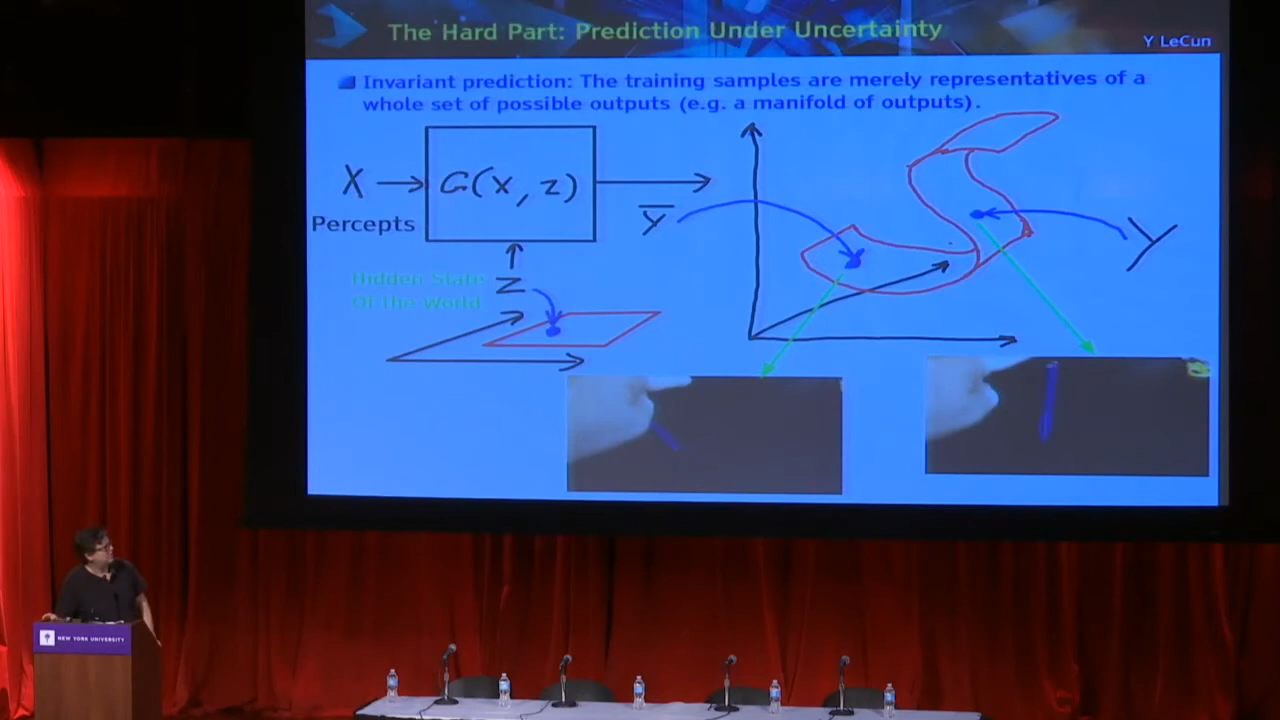 The Hard Part: Prediction Under Uncertainty
Y LeCun
Invariant prediction: The training samples are merely representatives of a
whole set of possible outputs (e.g. a manifold of outputs).
X
G(x, z)
Percepts
Y
Y
Hidden State
Of the World
Z
NEW YORK UNIVERSITY